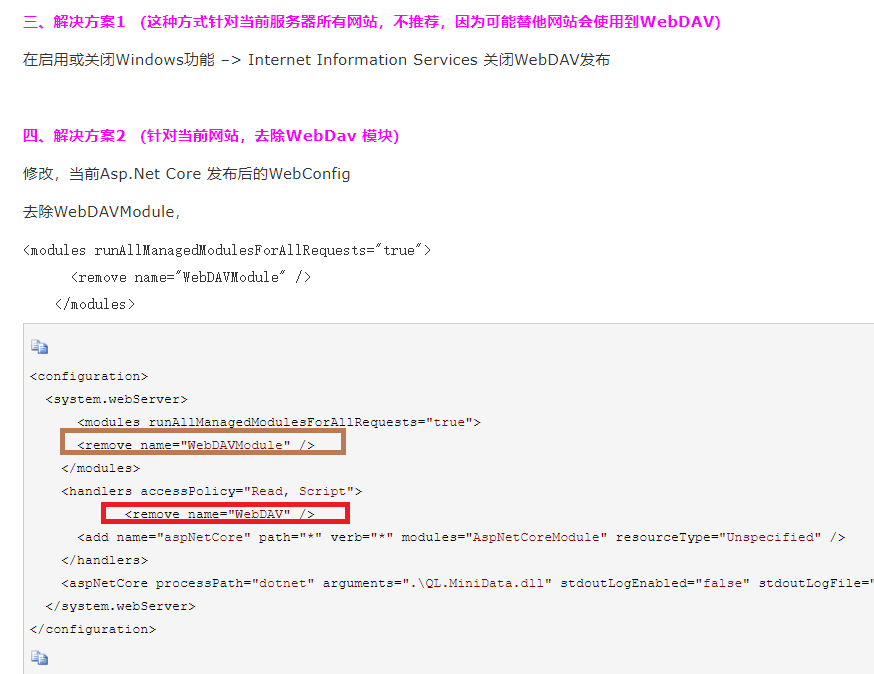 三、解决方案1 (这种方式针对当前服务器所有网站，不推荐，因为可能替他网站会使用到WebDAV)
在启用或关闭Windows功能 –> Internet Information Services 关闭WebDAV发布
四、解决方案2 (针对当前网站，去除WebDav 模块)
修改，当前Asp.Net Core 发布后的WebConfig
去除WebDAVModule，
<modules runAllManagedModulesForAllRequests="true">
<remove name="WebDAVModule" />
</modules>
<configuration>
<system.webServer>
<modules runAllManagedModulesForAllRequests="true">
<remove name="WebDAVModule" />
</modules>
<handlers accessPolicy="Read, Script">
<remove name="WebDAV" />
<add name="aspNetCore" path="*" verb="*" modules="AspNetCoreModule" resourceType="Unspecified" />
</handlers>
<aspNetCore processPath="dotnet" arguments=".\QL.MiniData.dll" stdoutLogEnabled="false" stdoutLogFile="
</system.webServer>
</configuration>